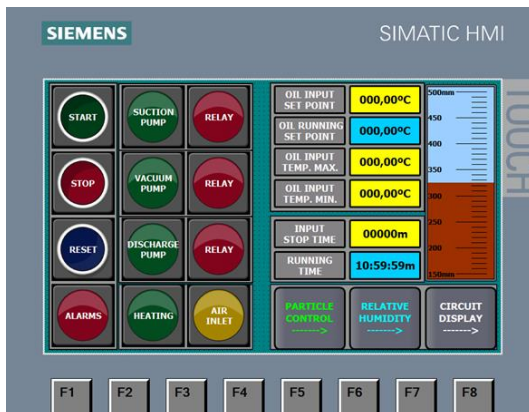 SIEMENS
SIMATIC HMI
TOUCH
START
SUCTION
PUMP
RELAY
STOP
VACUUM
PUMP
RELAY
RESET
DISCHARGE
PUMP
RELAY
ALARMS
HEATING
AIR
INLET
OIL INPUT
SET POINT
000,00ºC
OIL RUNNING
SET POINT
000,00ºC
OIL INPUT
TEMP. MAX.
000,00ºC
OIL INPUT
TEMP. MIN.
000,00ºC
INPUT
STOP TIME
00000m
RUNNING
TIME
10:59:59m
500mm
450
400
350
300
250
200
150mm
PARTICLE
CONTROL
------>
RELATIVE
HUMIDITY
------>
CIRCUIT
DISPLAY
------>
F1
F2
F3
F4
F5
F6
F7
F8